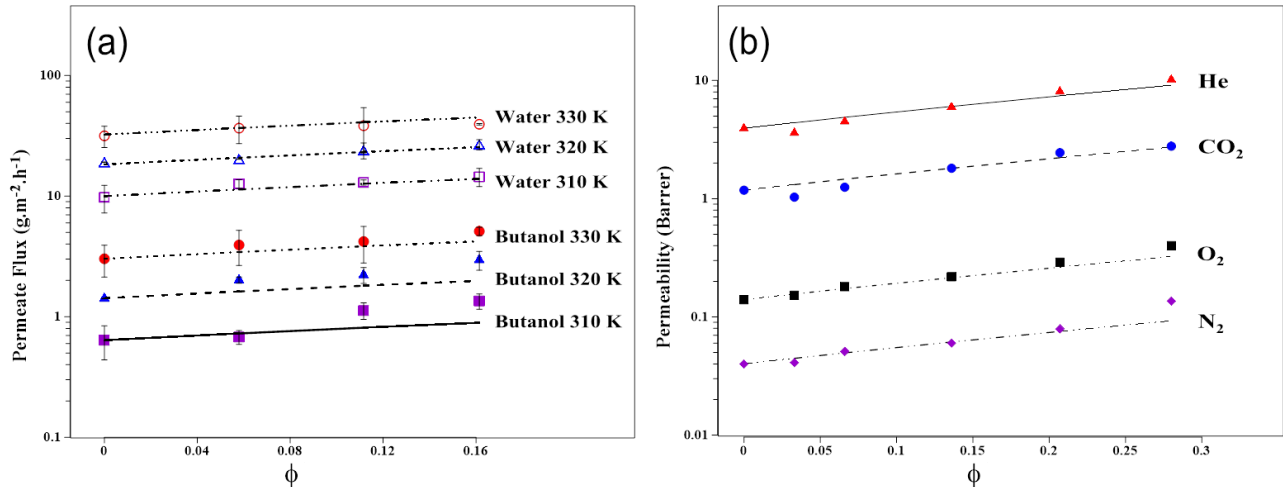 (a)
Permeate Flux (g.m⁻².h⁻¹)
100
10
1
0.1
Water 330 K
Water 320 K
Water 310 K
Butanol 330 K
Butanol 320 K
Butanol 310 K
0 0.04 0.08 0.12 0.16
ϕ
(b)
Permeability (Barrer)
10
1
0.1
0.01
He
CO₂
O₂
N₂
0 0.05 0.1 0.15 0.2 0.25 0.3
ϕ